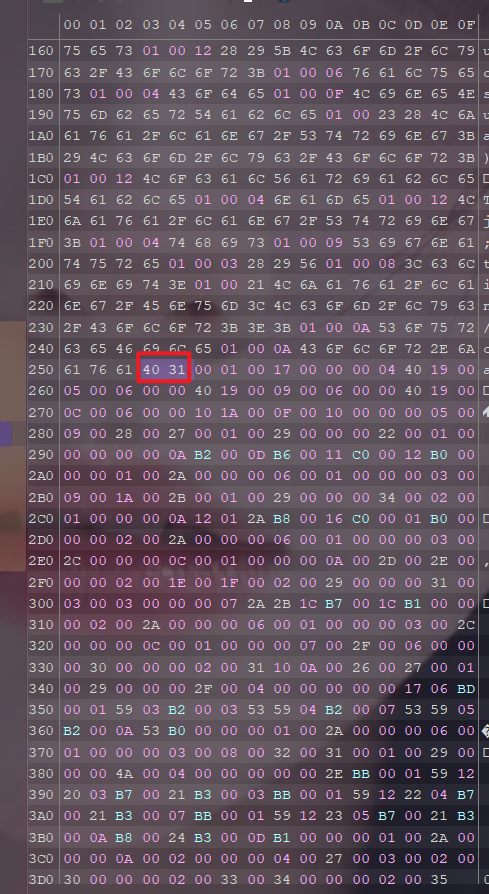 00 01 02 03 04 05 06 07 08 09 0A 0B 0C 0D 0E 0F
160 75 65 73 01 00 12 28 29 5B 4C 63 6F 6D 2F 6C 79 u
170 63 2F 43 6F 6C 6F 72 3B 01 00 06 76 61 6C 75 65 c
180 73 01 00 04 43 6F 64 65 01 00 0F 4C 69 6E 65 4E s
190 75 6D 62 65 72 54 61 62 6C 65 01 00 23 28 4C 6A u
1A0 61 76 61 2F 6C 61 6E 67 2F 53 74 72 69 6E 67 3B a
1B0 29 4C 63 6F 6D 2F 6C 79 63 2F 43 6F 6C 6F 72 3B )
1C0 01 00 12 4C 6F 63 61 6C 56 61 72 69 61 62 6C 65
1D0 54 61 62 6C 65 01 00 04 6E 61 6D 65 01 00 12 4C T
1E0 6A 61 76 61 2F 6C 61 6E 67 2F 53 74 72 69 6E 67 j
1F0 3B 01 00 04 74 68 69 73 01 00 09 53 69 67 6E 61 ;
200 74 75 72 65 01 00 03 28 29 56 01 00 08 3C 63 6C t
210 69 6E 69 74 3E 01 00 21 4C 6A 61 76 61 2F 6C 61 i
220 6E 67 2F 45 6E 75 6D 3C 4C 63 6F 6D 2F 6C 79 63 n
230 2F 43 6F 6C 6F 72 3B 3E 3B 01 00 0A 53 6F 75 72 /
240 63 65 46 69 6C 65 01 00 0A 43 6F 6C 6F 72 2E 6A c
250 61 76 61 40 31 00 01 00 17 00 00 00 04 40 19 00 a
260 05 00 06 00 00 40 19 00 09 00 06 00 00 40 19 00
270 0C 00 06 00 00 10 1A 00 0F 00 10 00 00 00 05 00
280 09 00 28 00 27 00 01 00 29 00 00 00 22 00 01 00
290 00 00 00 00 0A B2 00 0D B6 00 11 C0 00 12 B0 00
2A0 00 00 01 00 2A 00 00 00 06 00 01 00 00 00 03 00
2B0 09 00 1A 00 2B 00 01 00 29 00 00 00 34 00 02 00
2C0 01 00 00 00 0A 12 01 2A B8 00 16 C0 00 01 B0 00
2D0 00 00 02 00 2A 00 00 00 06 00 01 00 00 00 03 00
2E0 2C 00 00 00 0C 00 01 00 00 00 0A 00 2D 00 2E 00 ,
2F0 00 00 02 00 1E 00 1F 00 02 00 29 00 00 00 31 00
300 03 00 03 00 00 00 07 2A 2B 1C B7 00 1C B1 00 00
310 00 02 00 2A 00 00 00 06 00 01 00 00 00 03 00 2C
320 00 00 00 0C 00 01 00 00 00 07 00 2F 00 06 00 00
330 00 30 00 00 00 02 00 31 10 0A 00 26 00 27 00 01
340 00 29 00 00 00 2F 00 04 00 00 00 00 00 17 06 BD
350 00 01 59 03 B2 00 03 53 59 04 B2 00 07 53 59 05
360 B2 00 0A 53 B0 00 00 00 01 00 2A 00 00 00 06 00
370 01 00 00 00 03 00 08 00 32 00 31 00 01 00 29 00
380 00 00 4A 00 04 00 00 00 00 00 2E BB 00 01 59 12
390 20 03 B7 00 21 B3 00 03 BB 00 01 59 12 22 04 B7
3A0 00 21 B3 00 07 BB 00 01 59 12 23 05 B7 00 21 B3
3B0 00 0A B8 00 24 B3 00 0D B1 00 00 00 01 00 2A 00
3C0 00 00 0A 00 02 00 00 00 04 00 27 00 03 00 02 00
3D0 30 00 00 00 02 00 33 00 34 00 00 00 02 00 35